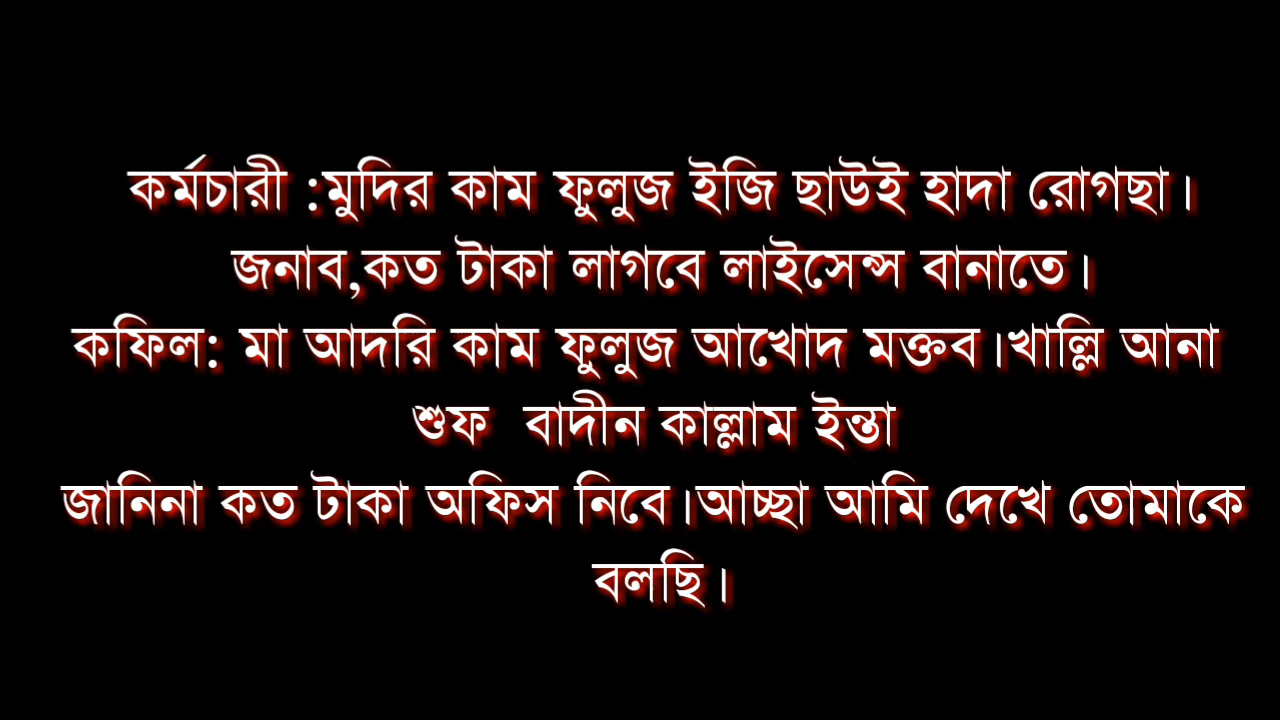 কর্মচারী :মুদির কাম ফুলুজ ইজি ছাউই হাদা রোগছা।
জনাব,কত টাকা লাগবে লাইসেন্স বানাতে।
কফিল: মা আদরি কাম ফুলুজ আখোদ মক্তব।খাল্লি আনা
শুফ বাদীন কাল্লাম ইন্তা
জানিনা কত টাকা অফিস নিবে।আচ্ছা আমি দেখে তোমাকে
বলছি।